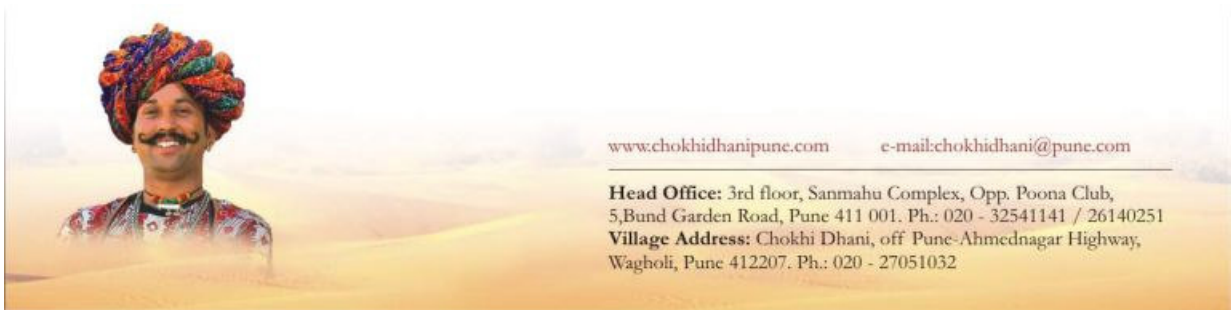 www.chokhidhanipune.com e-mail:chokhidhani@pune.com
Head Office: 3rd floor, Sanmahu Complex, Opp. Poona Club,
5,Bund Garden Road, Pune 411 001. Ph.: 020 - 32541141 / 26140251
Village Address: Chokhi Dhani, off Pune-Ahmednagar Highway,
Wagholi, Pune 412207. Ph.: 020 - 27051032